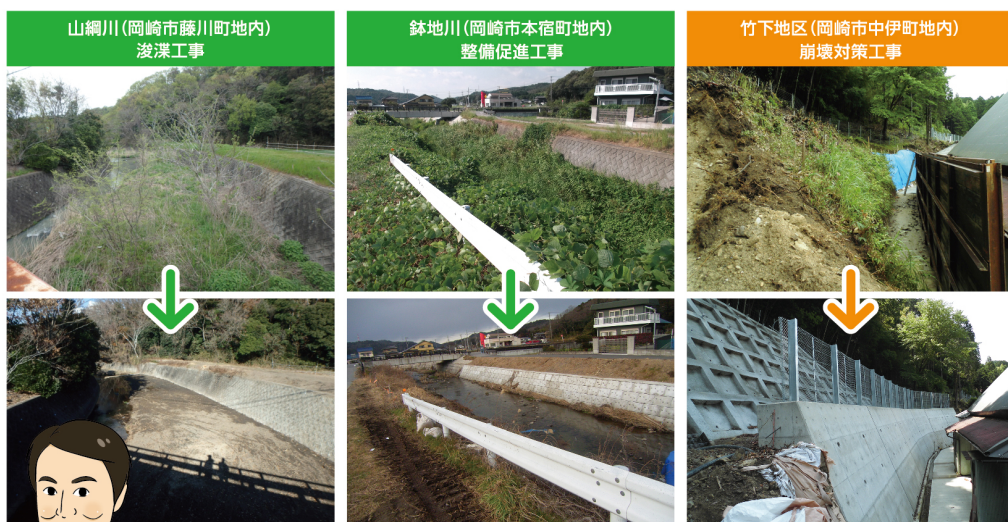 山綱川(岡崎市藤川町地内)
浚渫工事
鉢地川(岡崎市本宿町地内)
整備促進工事
竹下地区(岡崎市中伊町地内)
崩壊対策工事